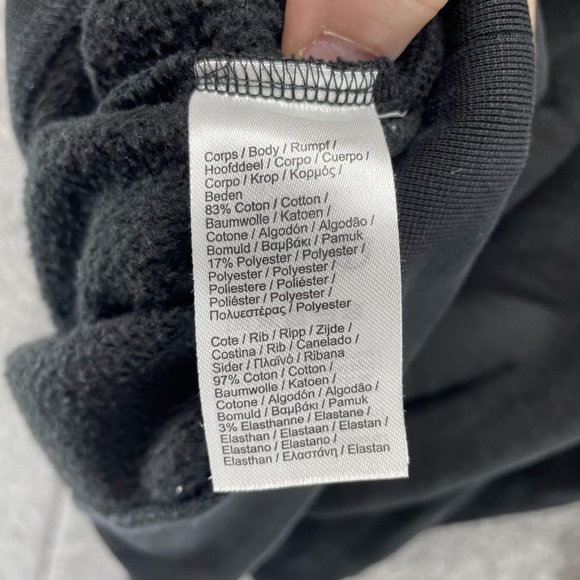 Corps / Body / Rumpf /
Hoofddeel / Corpo / Cuerpo /
Corpo / Krop / Κορμός /
Beden
83% Coton / Cotton /
Baumwolle / Katoen /
Cotone / Algodón / Algodão /
Bomuld / Βαμβάκι / Pamuk
17% Polyester / Polyester /
Polyester / Polyester /
Poliestere / Poliéster /
Poliéster / Polyester /
Πολυεστέρας / Polyester
Cote / Rib / Ripp / Zijde /
Costina / Rib / Canelado /
Sider / Πλαϊνό / Ribana
97% Coton / Cotton /
Baumwolle / Katoen /
Cotone / Algodón / Algodão /
Bomuld / Βαμβάκι / Pamuk
3% Elasthanne / Elastane /
Elasthan / Elastaan / Elastan /
Elastano / Elastano /
Elasthan / Ελαστάνη / Elastan